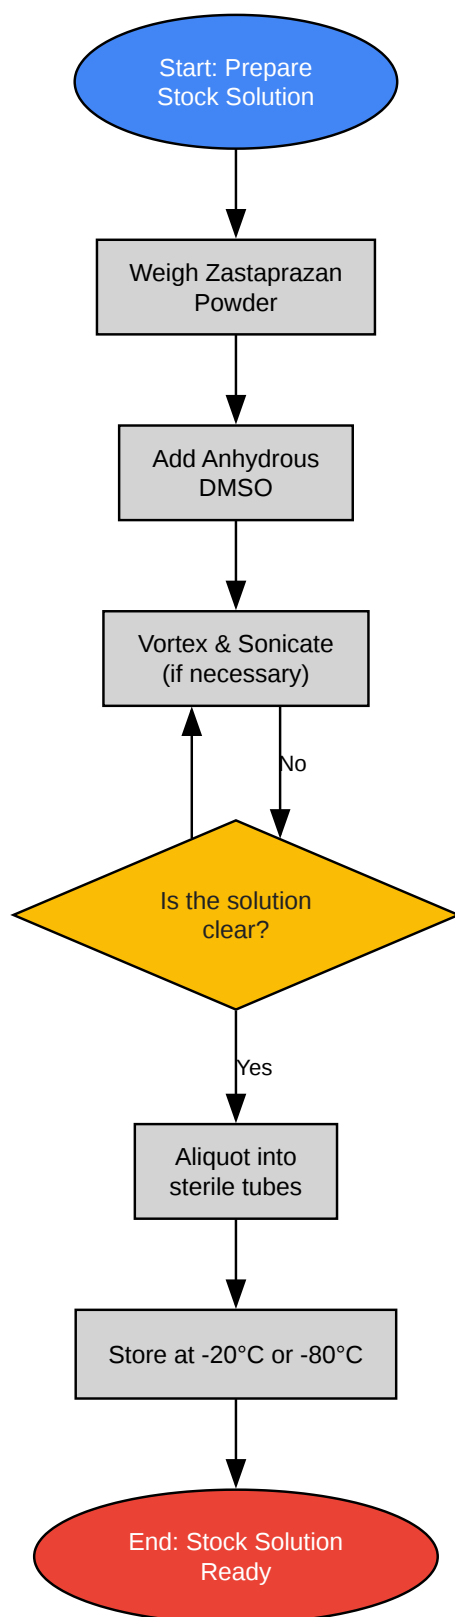 Start: Prepare
Stock Solution
Weigh Zastaprazan
Powder
Add Anhydrous
DMSO
Vortex & Sonicate
(if necessary)
No
Is the solution
clear?
Yes
Aliquot into
sterile tubes
Store at -20°C or -80°C
End: Stock Solution
Ready